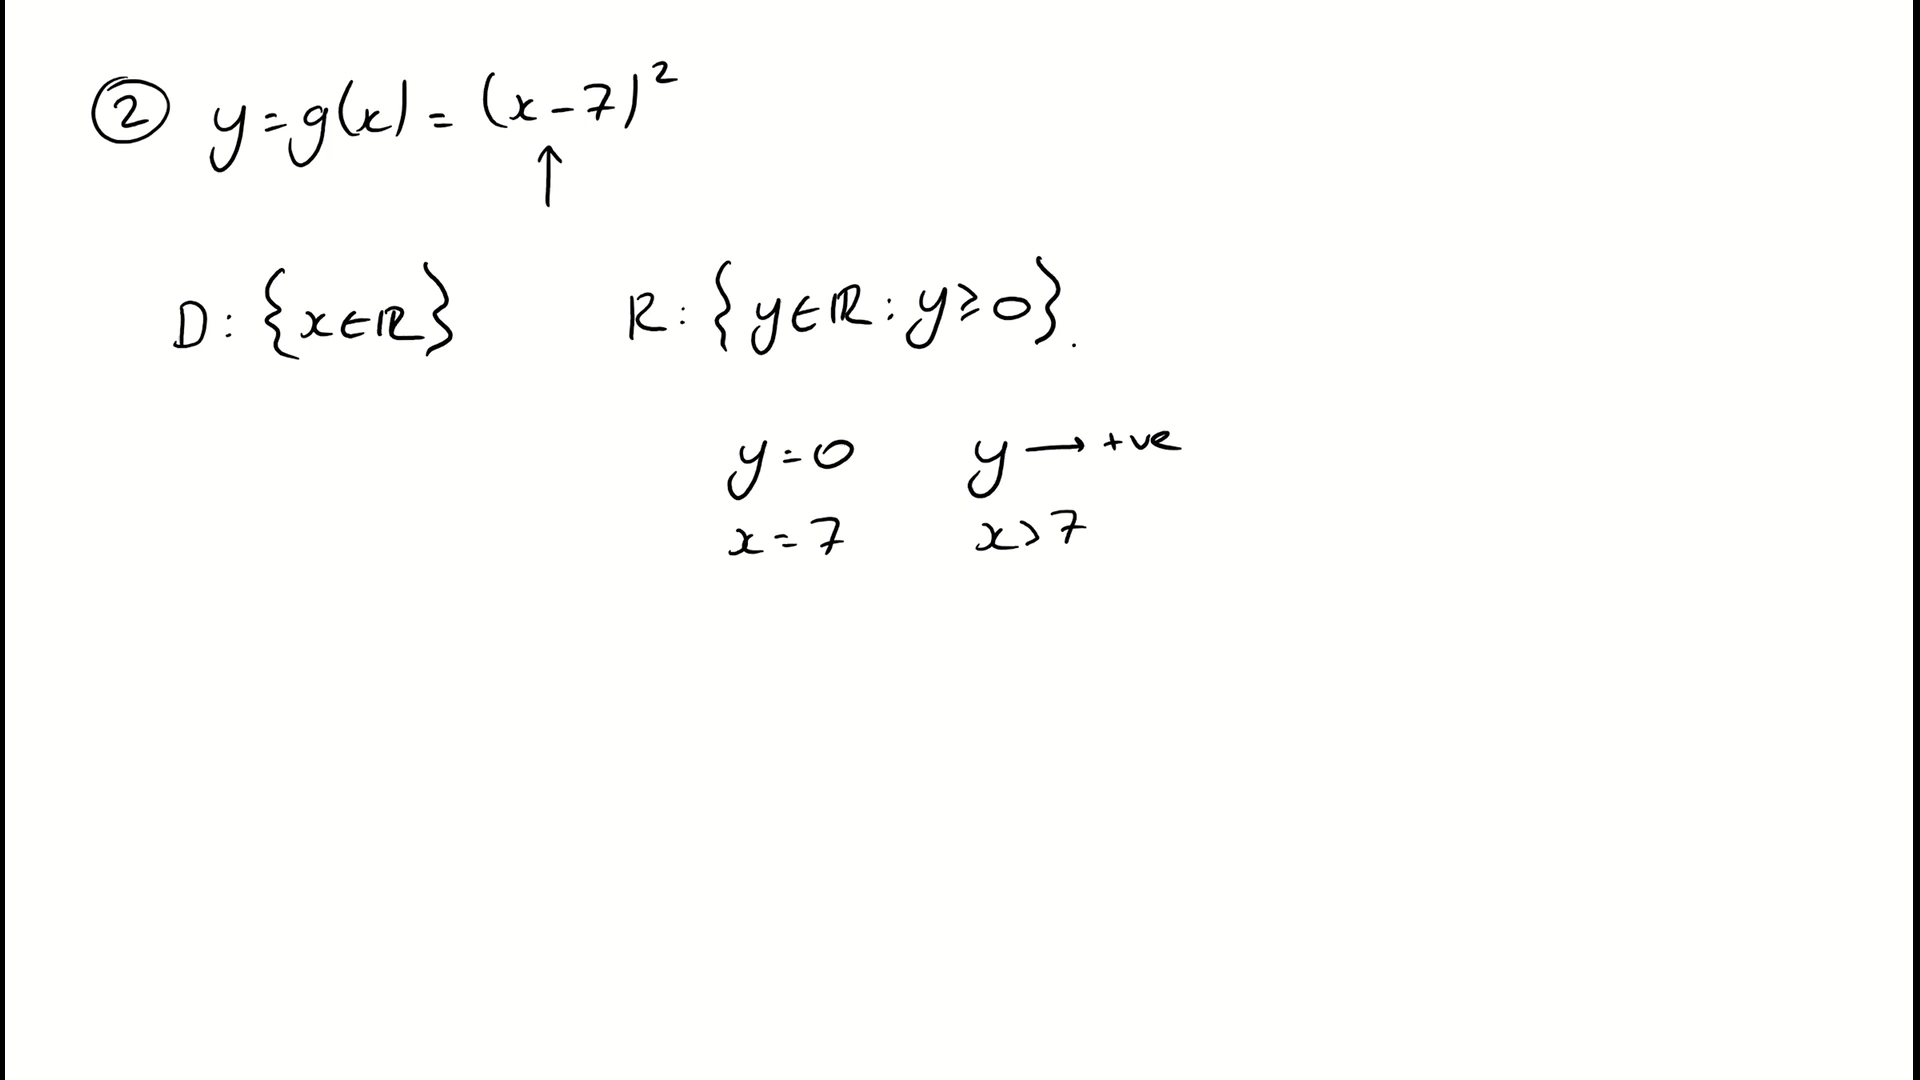 ② y=g(x) = (x-7)²
↑
D: {x∈ℝ} R: {y∈ℝ: y⩾0}.
y=0 y → +ve
x=7 x>7